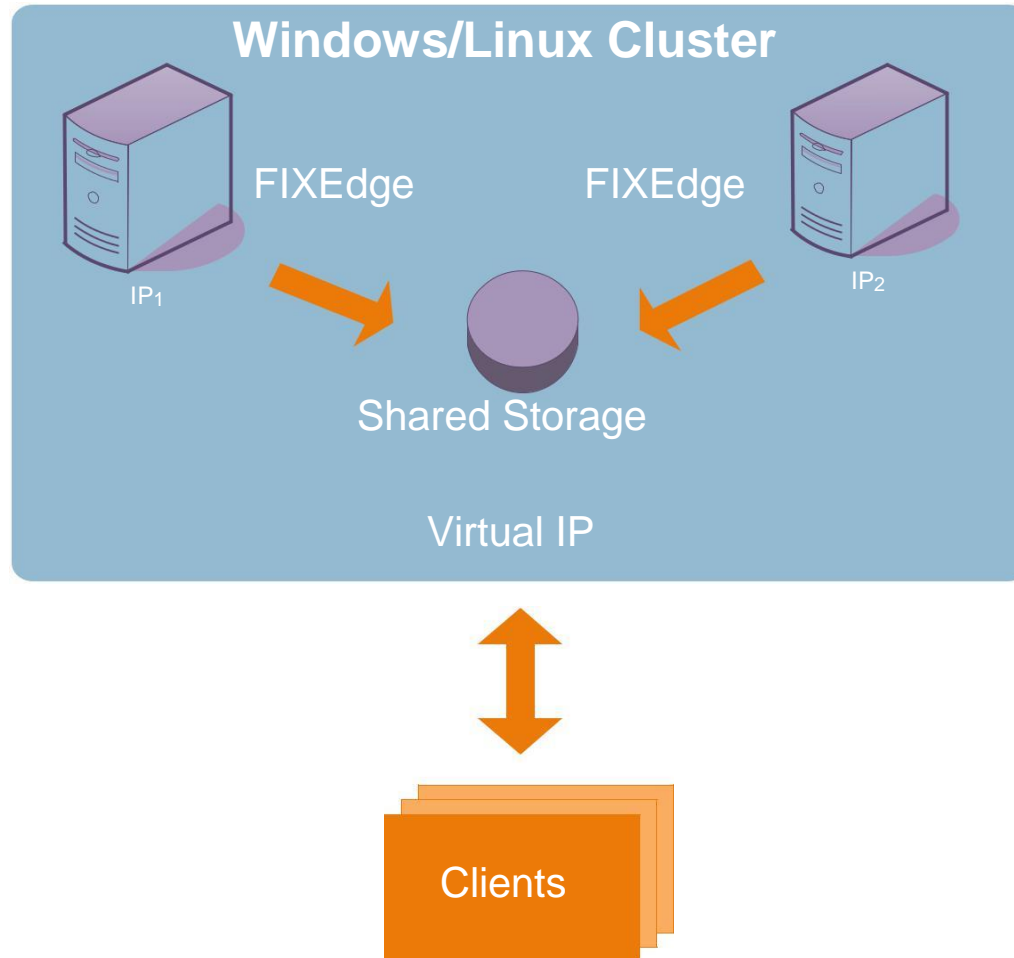 Windows/Linux Cluster
FIXEdge
FIXEdge
IP1
IP2
Shared Storage
Virtual IP
Clients